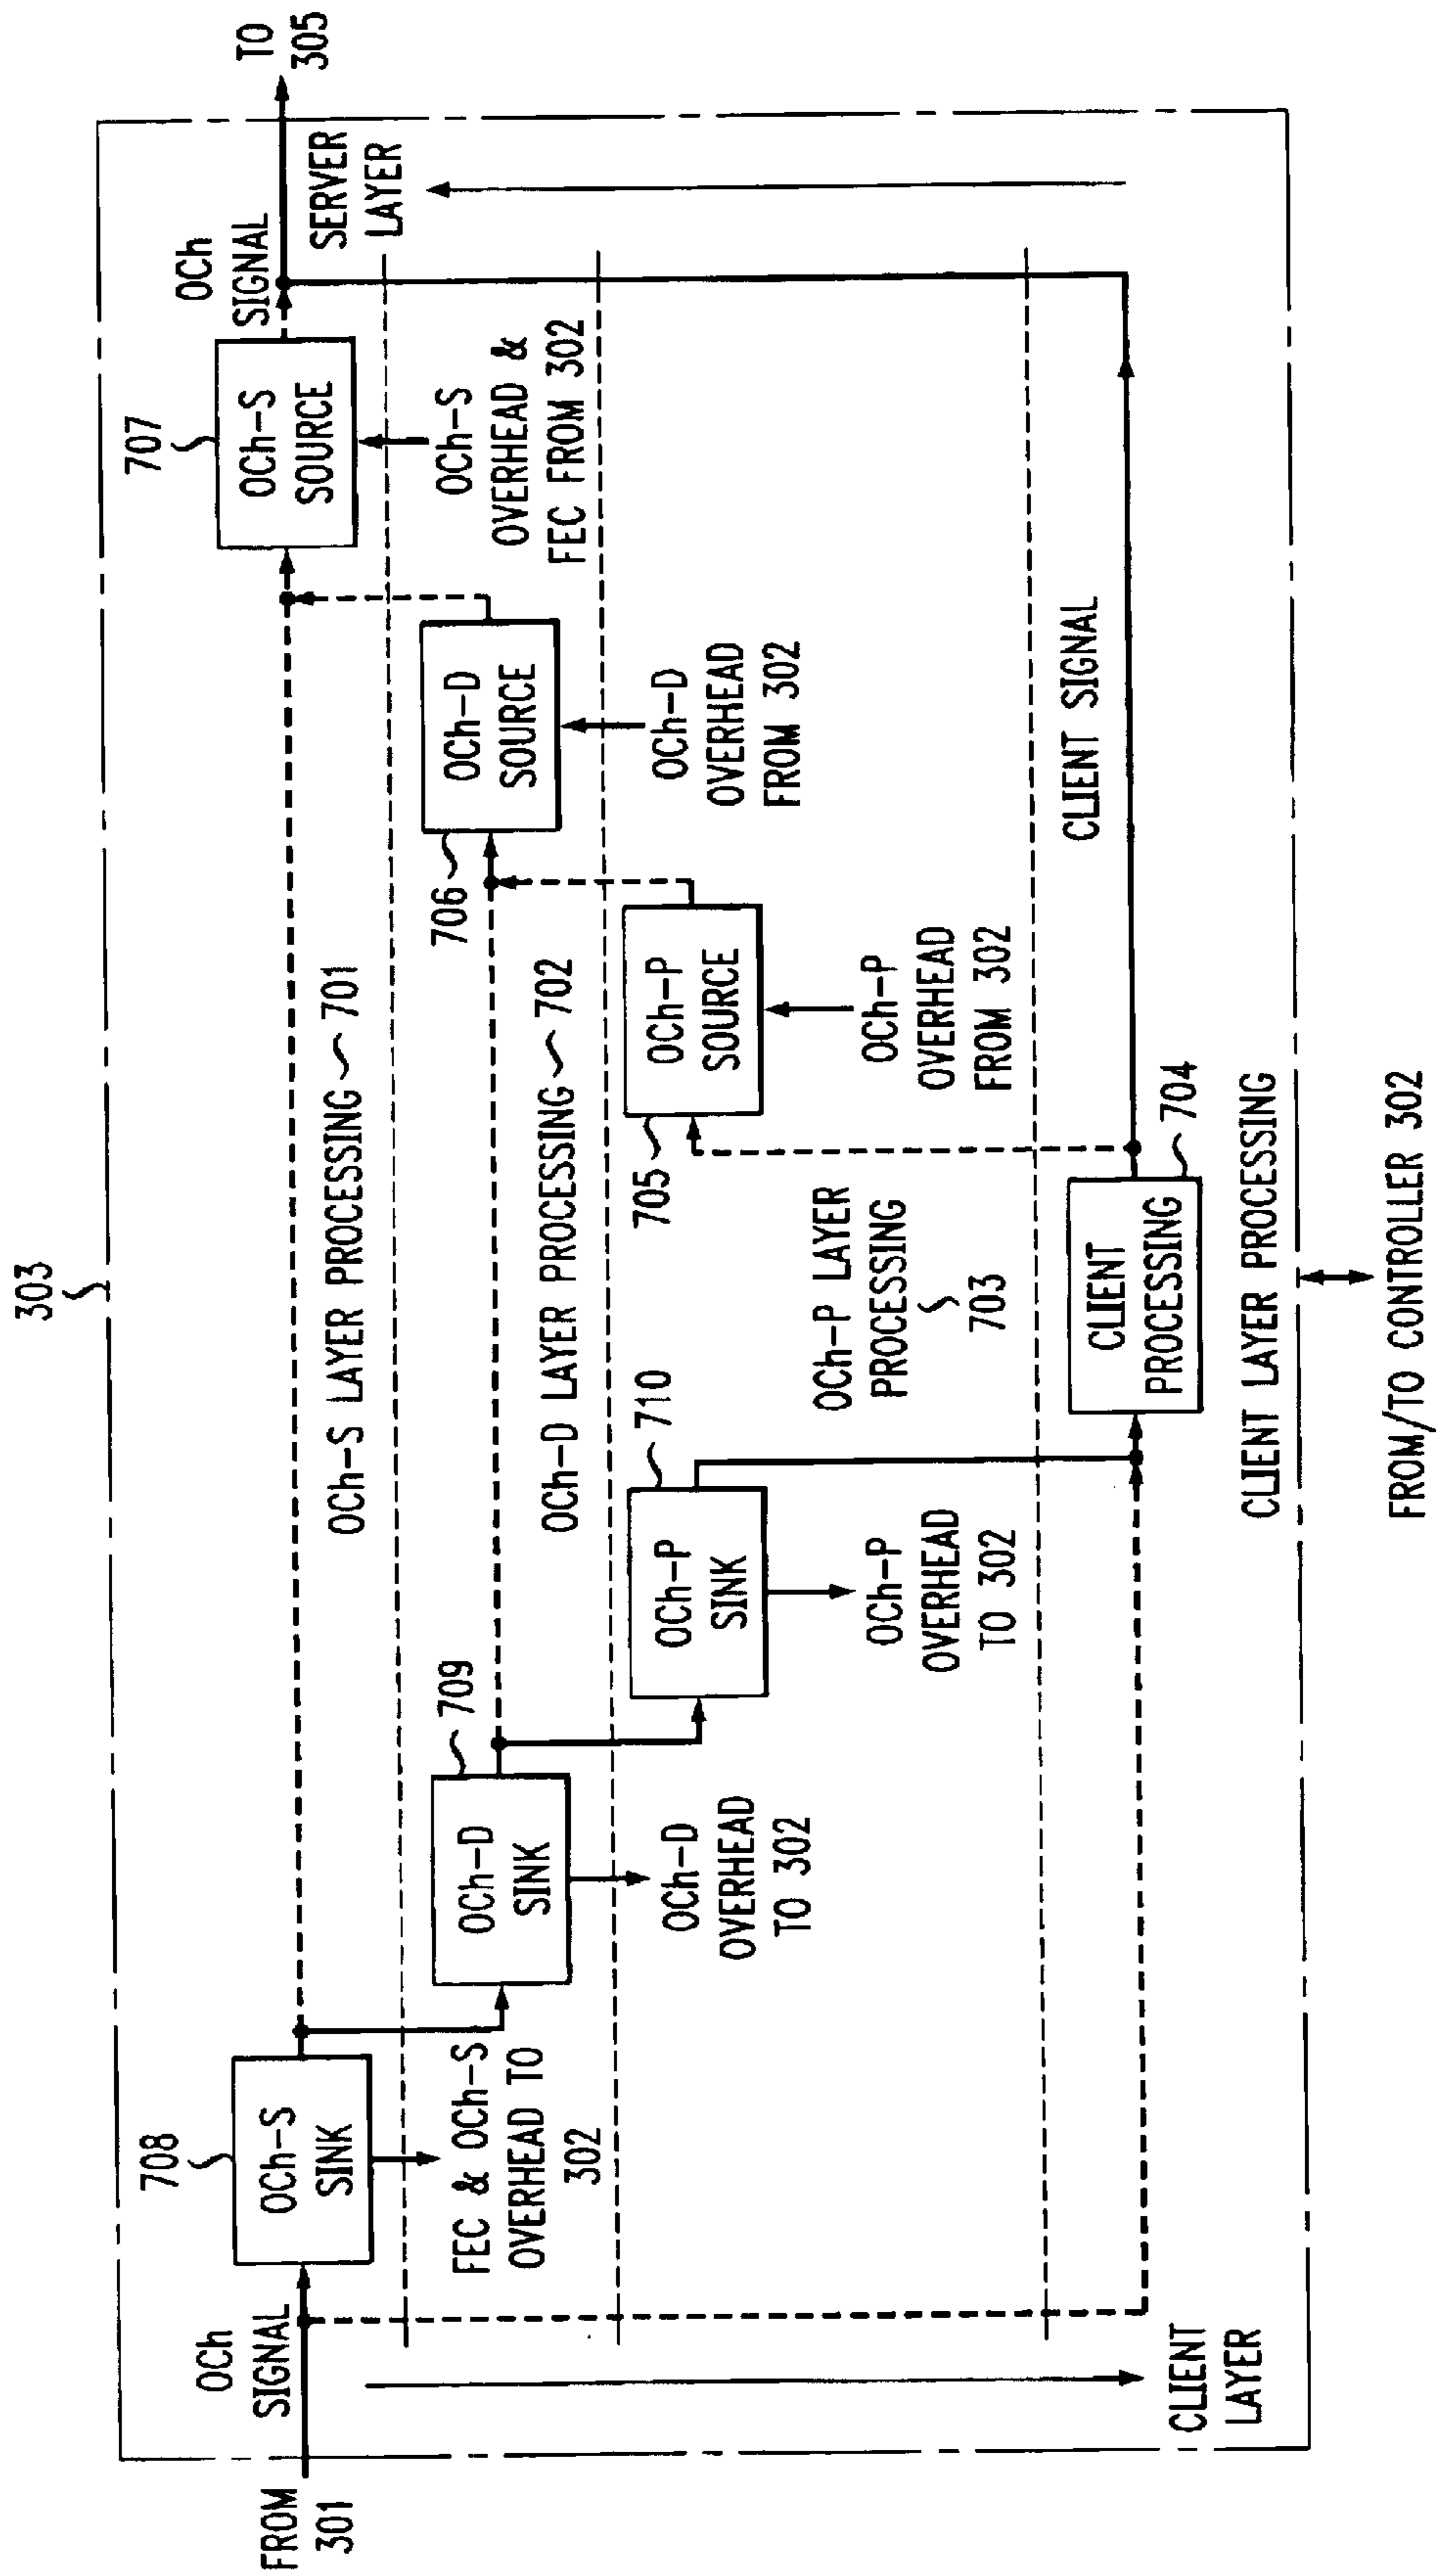 303
FROM
301
OCh
SIGNAL
708
OCh-S
SINK
FEC & OCh-S
OVERHEAD TO
302
OCh-S LAYER PROCESSING 701
707
OCh-S
SOURCE
OCh-S
OVERHEAD &
FEC FROM 302
OCh
SIGNAL
TO
305
SERVER
LAYER
709
OCh-D
SINK
OCh-D
OVERHEAD
TO 302
OCh-D LAYER PROCESSING 702
706
OCh-D
SOURCE
OCh-D
OVERHEAD
FROM 302
710
OCh-P
SINK
OCh-P
OVERHEAD
TO 302
OCh-P LAYER
PROCESSING
703
705
OCh-P
SOURCE
OCh-P
OVERHEAD
FROM 302
CLIENT
LAYER
CLIENT
PROCESSING
704
CLIENT SIGNAL
CLIENT LAYER PROCESSING
FROM/TO CONTROLLER 302